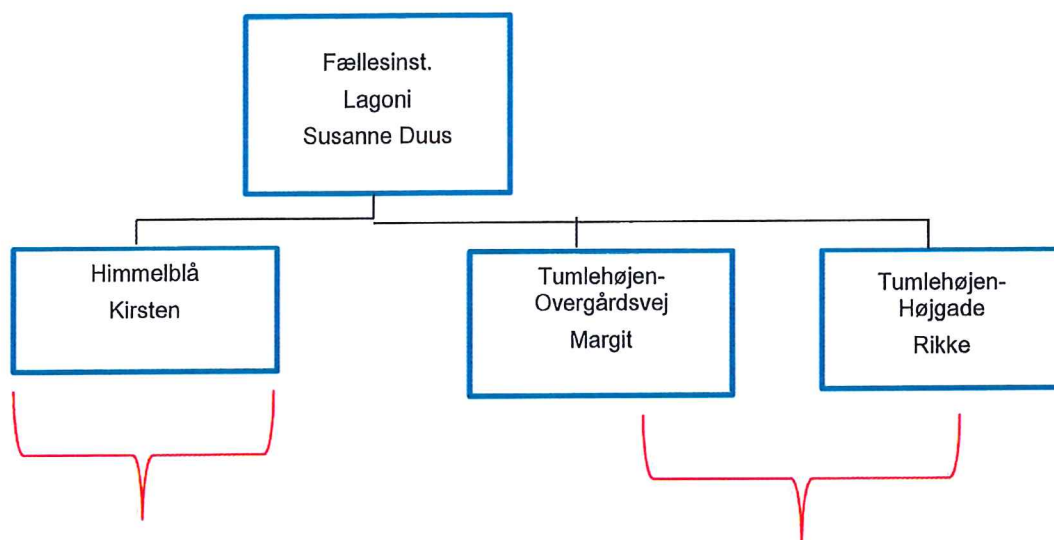 Fællesinst.
Lagoni
Susanne Duus
Himmelblå
Kirsten
Tumlehøjen-
Overgårdsvej
Margit
Tumlehøjen-
Højgade
Rikke